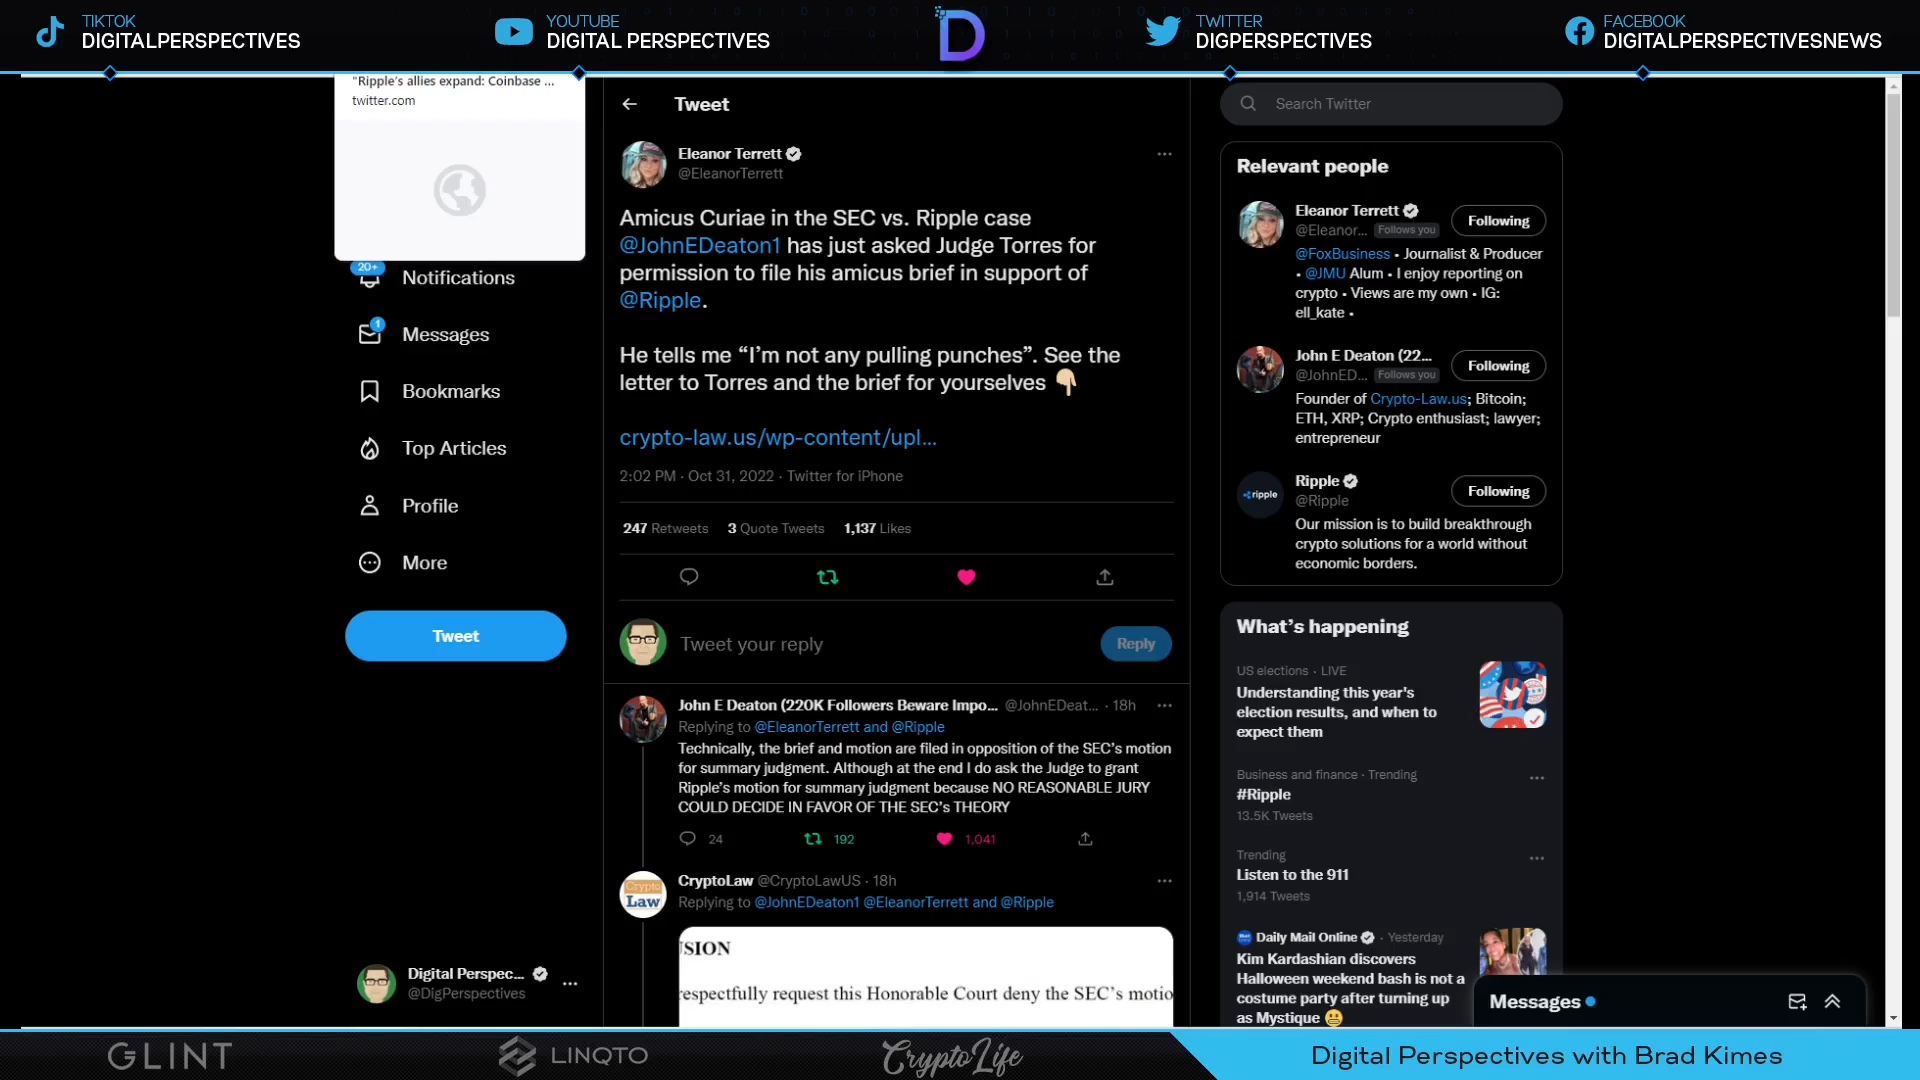 TIKTOK
DIGITALPERSPECTIVES
YOUTUBE
DIGITAL PERSPECTIVES
D
TWITTER
DIGPERSPECTIVES
FACEBOOK
DIGITALPERSPECTIVESNEWS
"Ripple's allies expand: Coinbase ...
twitter.com
20+
Notifications
1
Messages
Bookmarks
Top Articles
Profile
More
Tweet
Digital Perspec...
@DigPerspectives
Tweet
Eleanor Terrett
@EleanorTerrett
Amicus Curiae in the SEC vs. Ripple case
@JohnEDeaton1 has just asked Judge Torres for
permission to file his amicus brief in support of
@Ripple.
He tells me “I’m not any pulling punches”. See the
letter to Torres and the brief for yourselves 👇🏼
crypto-law.us/wp-content/upl...
2:02 PM · Oct 31, 2022 · Twitter for iPhone
247 Retweets 3 Quote Tweets 1,137 Likes
Tweet your reply
Reply
John E Deaton (220K Followers Beware Impo... @JohnEDeat... · 18h
Replying to @EleanorTerrett and @Ripple
Technically, the brief and motion are filed in opposition of the SEC’s motion
for summary judgment. Although at the end I do ask the Judge to grant
Ripple’s motion for summary judgment because NO REASONABLE JURY
COULD DECIDE IN FAVOR OF THE SEC’s THEORY
24 192 1,041
Crypto
Law
CryptoLaw @CryptoLawUS · 18h
Replying to @JohnEDeaton1 @EleanorTerrett and @Ripple
USION
respectfully request this Honorable Court deny the SEC’s motio
Search Twitter
Relevant people
Eleanor Terrett
@Eleanor... Follows you
Following
@FoxBusiness • Journalist & Producer
• @JMU Alum • I enjoy reporting on
crypto • Views are my own • IG:
ell_kate •
John E Deaton (22...
@JohnED... Follows you
Following
Founder of Crypto-Law.us; Bitcoin;
ETH, XRP; Crypto enthusiast; lawyer;
entrepreneur
ripple
Ripple
@Ripple
Following
Our mission is to build breakthrough
crypto solutions for a world without
economic borders.
What’s happening
US elections · LIVE
Understanding this year’s
election results, and when to
expect them
Business and finance · Trending
#Ripple
13.5K Tweets
Trending
Listen to the 911
1,914 Tweets
Daily Mail Online · Yesterday
Kim Kardashian discovers
Halloween weekend bash is not a
costume party after turning up
as Mystique 😬
Messages
GLINT
LINQTO
CryptoLife
Digital Perspectives with Brad Kimes